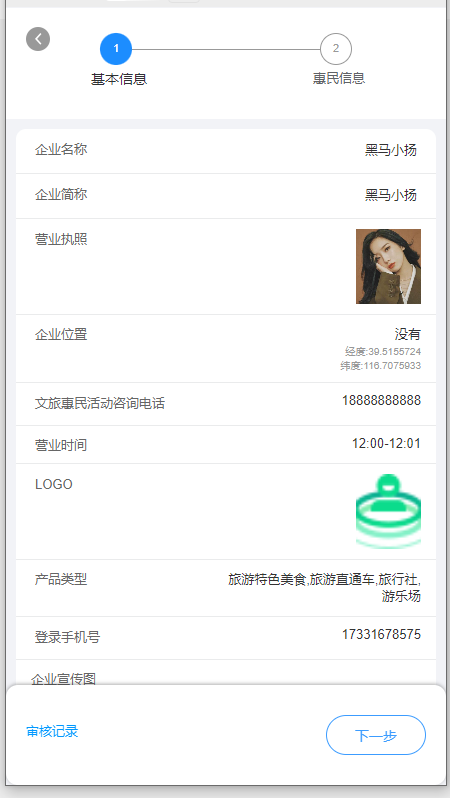 1
2
基本信息
惠民信息
企业名称
黑马小扬
企业简称
黑马小扬
营业执照
企业位置
没有
经度:39.5155724
纬度:116.7075933
文旅惠民活动咨询电话
18888888888
营业时间
12:00-12:01
LOGO
产品类型
旅游特色美食,旅游直通车,旅行社,
游乐场
登录手机号
17331678575
企业宣传图
审核记录
下一步